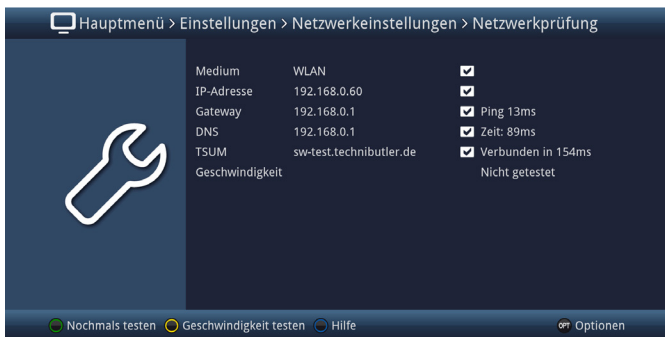 Hauptmenü > Einstellungen > Netzwerkeinstellungen > Netzwerkprüfung
Medium WLAN
IP-Adresse 192.168.0.60
Gateway 192.168.0.1 Ping 13ms
DNS 192.168.0.1 Zeit: 89ms
TSUM sw-test.technibutler.de Verbunden in 154ms
Geschwindigkeit Nicht getestet
Nochmals testen Geschwindigkeit testen Hilfe OPT Optionen